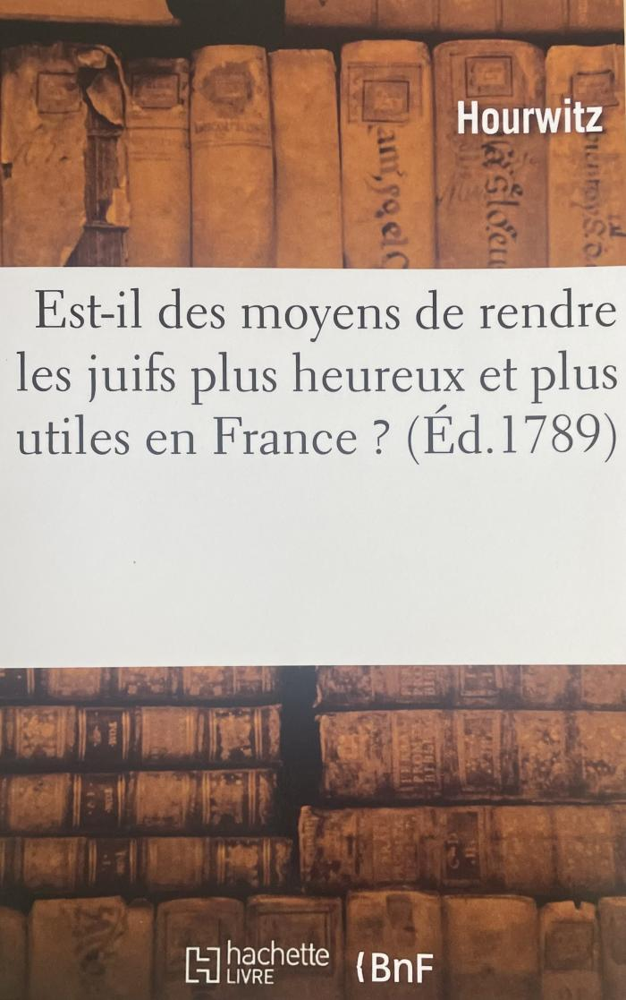 Hourwitz
Est-il des moyens de rendre
les juifs plus heureux et plus
utiles en France ? (Éd.1789)
hachette
LIVRE
{BnF